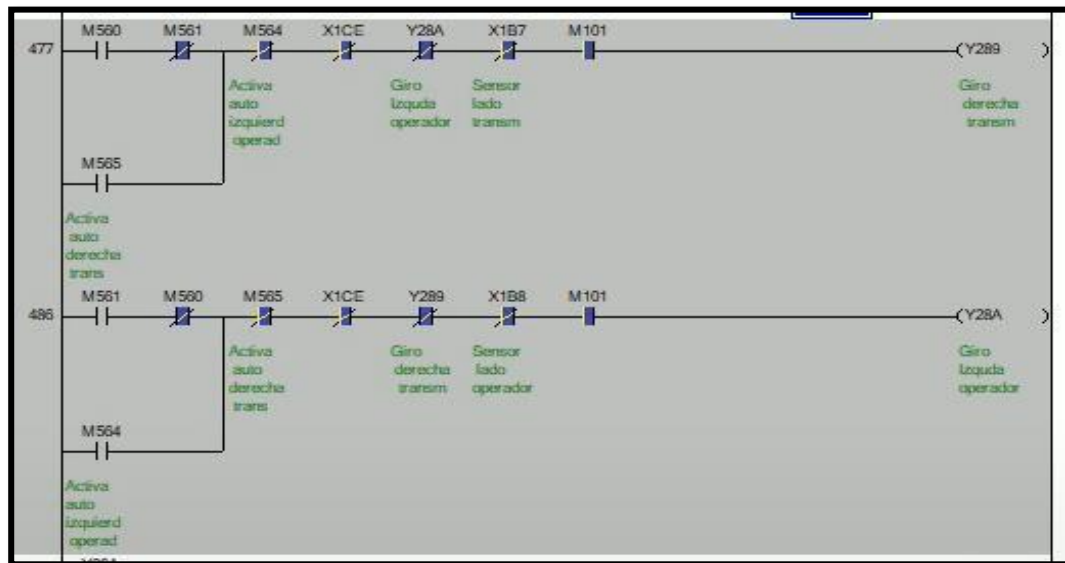 M560 M561 M564 X1CE Y28A X1B7 M101
477 (Y289 )
Activa Giro Sensor Giro
auto Izquda lado derecha
izquierd operador transm transm
operad
M565
Activa
auto
derecha
trans
M561 M560 M565 X1CE Y289 X1B8 M101
486 (Y28A )
Activa Giro Sensor Giro
auto derecha lado Izquda
derecha transm operador operador
trans
M564
Activa
auto
izquierd
operad